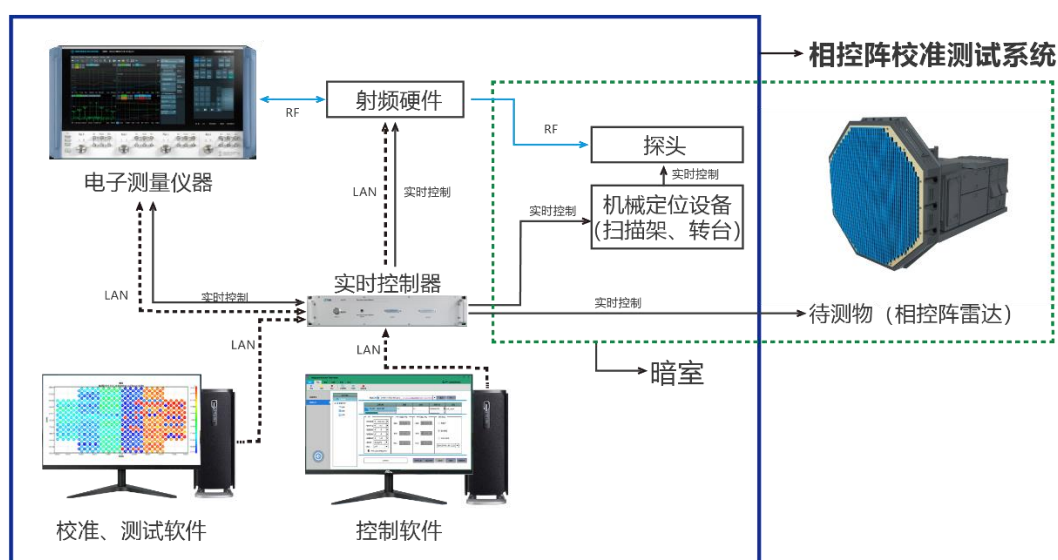 相控阵校准测试系统
射频硬件
RF
RF
探头
电子测量仪器
LAN
实时控制
实时控制
机械定位设备
(扫描架、转台)
实时控制
实时控制器
LAN
实时控制
实时控制
待测物（相控阵雷达）
LAN
LAN
暗室
校准、测试软件
控制软件